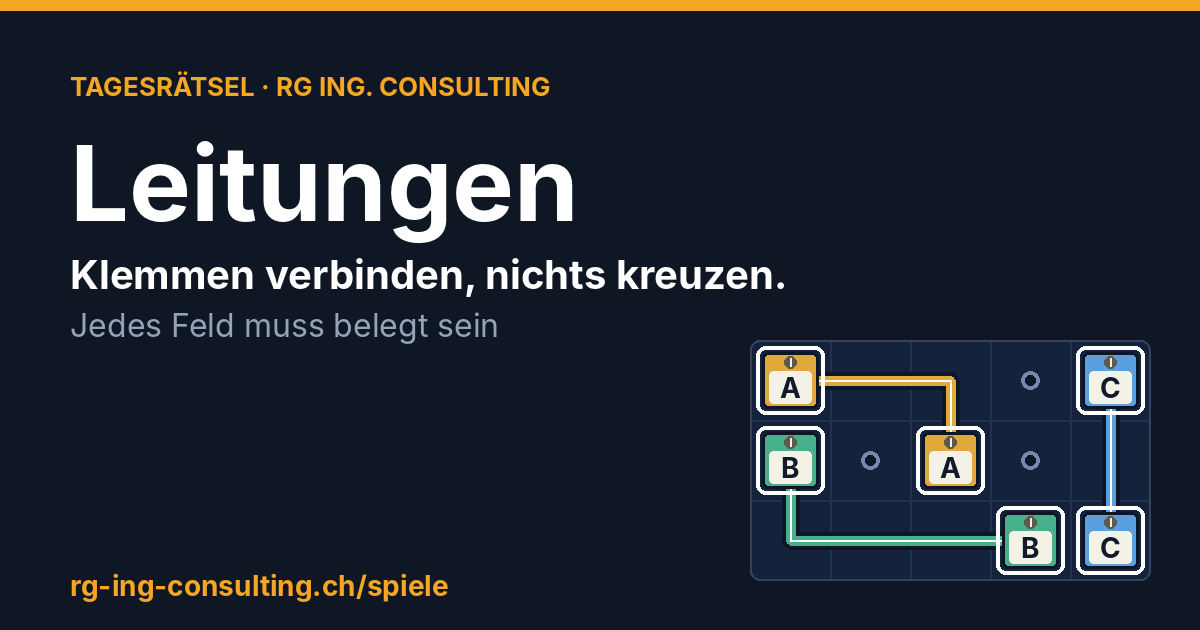 TAGESRÄTSEL · RG ING. CONSULTING
Leitungen
Klemmen verbinden, nichts kreuzen.
Jedes Feld muss belegt sein
A C
B A
B C
rg-ing-consulting.ch/spiele